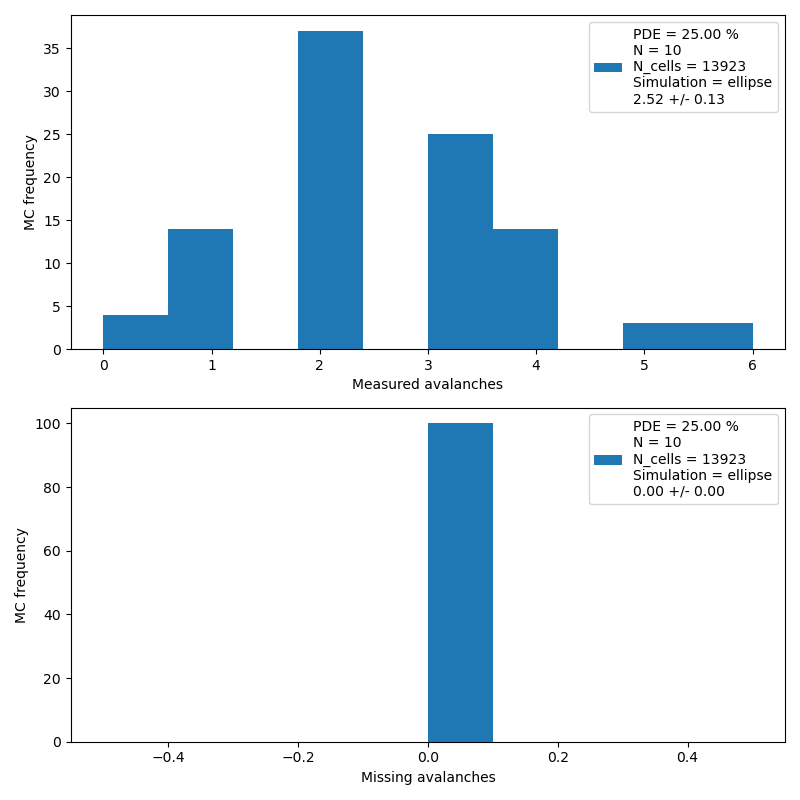 PDE = 25.00 %
N = 10
N_cells = 13923
Simulation = ellipse
2.52 +/- 0.13
MC frequency
35
30
25
20
15
10
5
0
0 1 2 3 4 5 6
Measured avalanches
PDE = 25.00 %
N = 10
N_cells = 13923
Simulation = ellipse
0.00 +/- 0.00
MC frequency
100
80
60
40
20
0
−0.4 −0.2 0.0 0.2 0.4
Missing avalanches